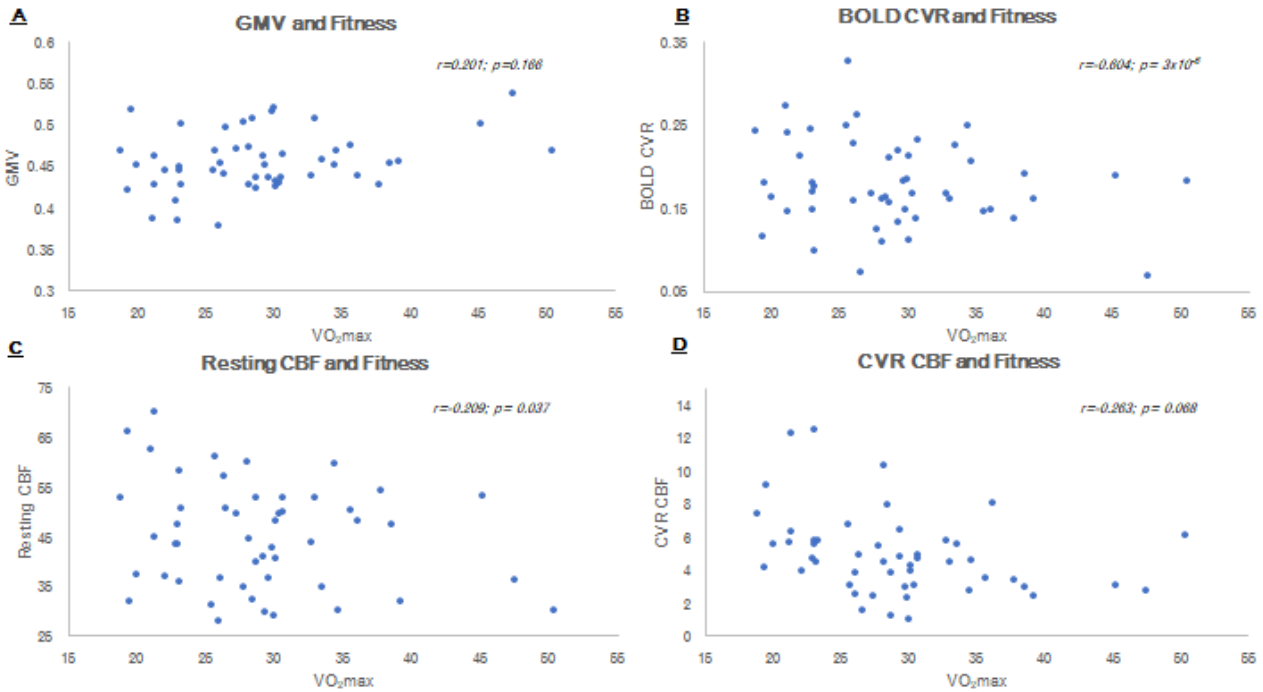 A
GMV and Fitness
r=0.201; p=0.166
0.6
0.55
0.5
0.45
0.4
0.35
0.3
GMV
15 20 25 30 35 40 45 50 55
VO₂max
B
BOLD CVR and Fitness
r=-0.604; p= 3x10⁻⁶
0.35
0.25
0.15
0.05
BOLD CVR
15 20 25 30 35 40 45 50 55
VO₂max
C
Resting CBF and Fitness
r=-0.209; p= 0.037
75
65
55
45
35
25
Resting CBF
15 20 25 30 35 40 45 50 55
VO₂max
D
CVR CBF and Fitness
r=-0.263; p= 0.068
14
12
10
8
6
4
2
0
CVR CBF
15 20 25 30 35 40 45 50 55
VO₂max